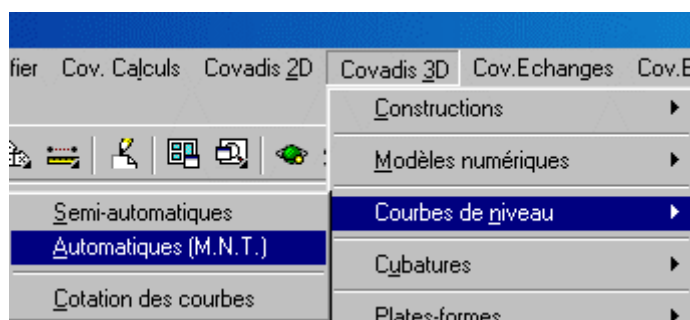 fier Cov. Calculs Covadis 2D Covadis 3D Cov.Echanges Cov.E
Constructions
Modèles numériques
Semi-automatiques
Courbes de niveau
Automatiques (M.N.T.)
Cubatures
Cotation des courbes
Plates-formes